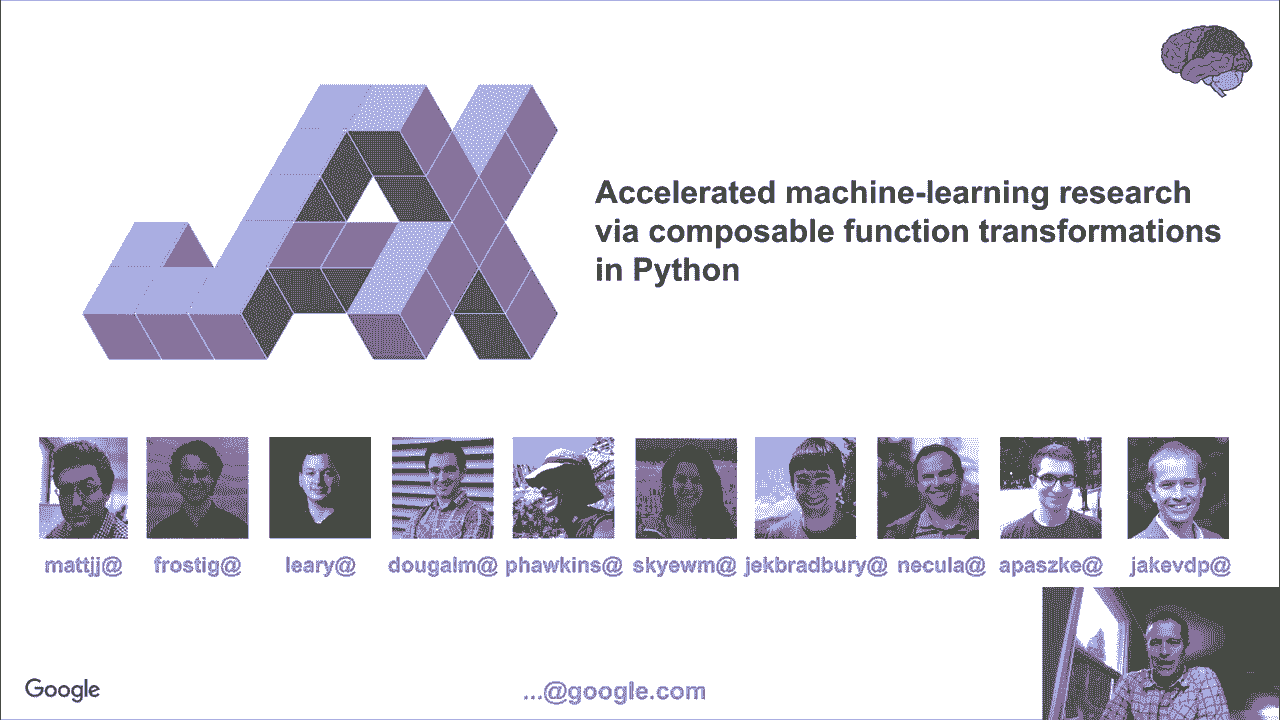 JAX
Accelerated machine-learning research
via composable function transformations
in Python
mattjj@ frostig@ leary@ dougalm@ phawkins@ skyewm@ jekbradbury@ necula@ apaszke@ jakevdp@
Google
...@google.com